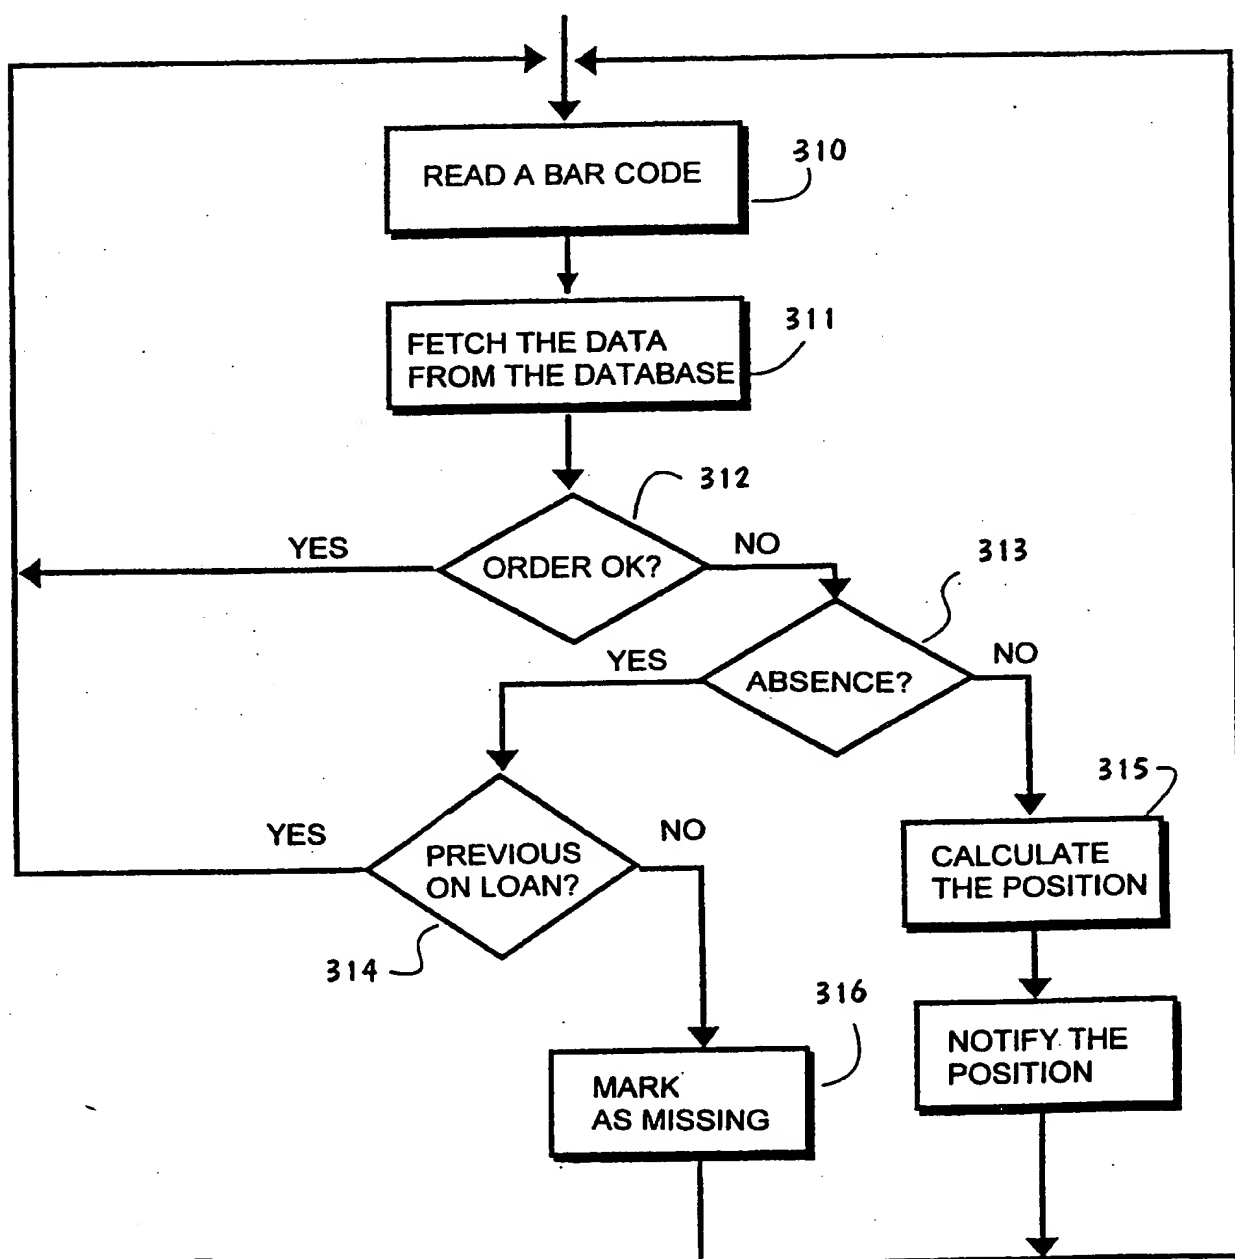 READ A BAR CODE
310
FETCH THE DATA
FROM THE DATABASE
311
312
YES
ORDER OK?
NO
313
YES
ABSENCE?
NO
315
YES
PREVIOUS
ON LOAN?
NO
CALCULATE
THE POSITION
314
316
NOTIFY THE
POSITION
MARK
AS MISSING